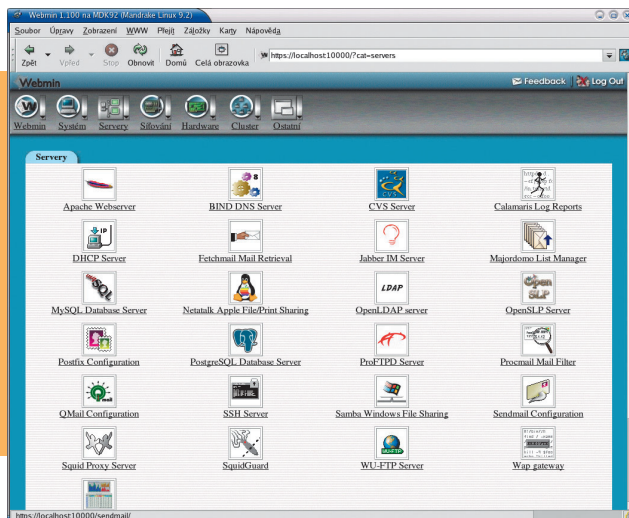 Webmin 1.100 na MDK92 (Mandrake Linux 9.2)
Soubor Úpravy Zobrazení WWW Přejít Záložky Karty Nápověda
Zpět Vpřed Stop Obnovit Domů Celá obrazovka https://localhost:10000/?cat=servers
Webmin Feedback Log Out
Webmin Systém Servery Síťování Hardware Cluster Ostatní
Servery
Apache Webserver BIND DNS Server CVS Server Calamaris Log Reports
DHCP Server Fetchmail Mail Retrieval Jabber IM Server Majordomo List Manager
MySQL Database Server Netatalk Apple File/Print Sharing OpenLDAP server OpenSLP Server
Postfix Configuration PostgreSQL Database Server ProFTPD Server Procmail Mail Filter
QMail Configuration SSH Server Samba Windows File Sharing Sendmail Configuration
Squid Proxy Server SquidGuard WU-FTP Server Wap gateway
https://localhost:10000/sendmail/